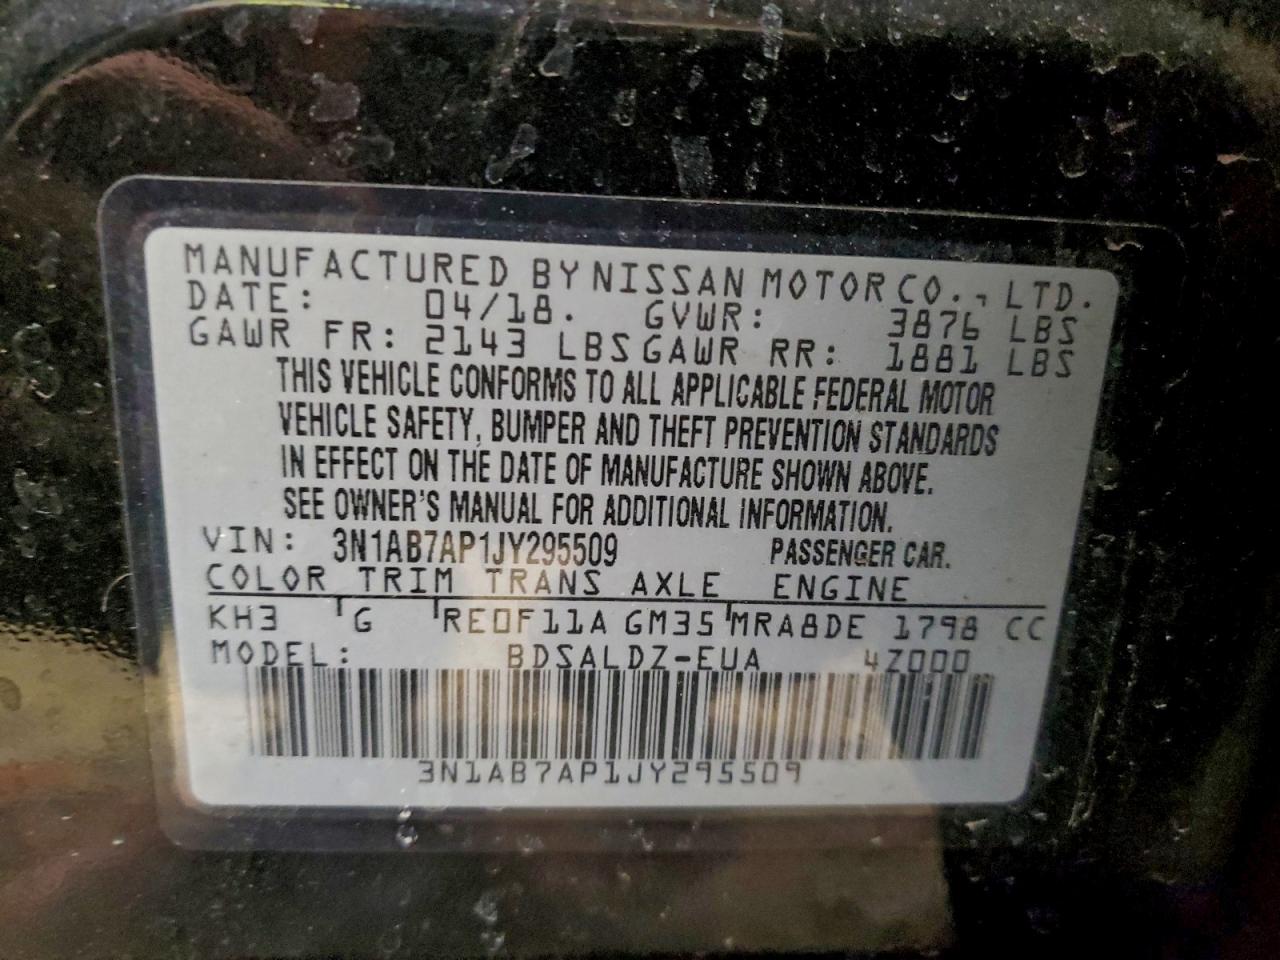 MANUFACTURED BY NISSAN MOTOR CO., LTD.
DATE: 04/18. GVWR: 3876 LBS
GAWR FR: 2143 LBS GAWR RR: 1881 LBS
THIS VEHICLE CONFORMS TO ALL APPLICABLE FEDERAL MOTOR
VEHICLE SAFETY, BUMPER AND THEFT PREVENTION STANDARDS
IN EFFECT ON THE DATE OF MANUFACTURE SHOWN ABOVE.
SEE OWNER'S MANUAL FOR ADDITIONAL INFORMATION.
VIN: 3N1AB7AP1JY295509 PASSENGER CAR.
COLOR TRIM TRANS AXLE ENGINE
KH3 G RE0F11A GM35 MRA8DE 1798 CC
MODEL: BDSALDZ-EUA 4Z000
3N1AB7AP1JY295509